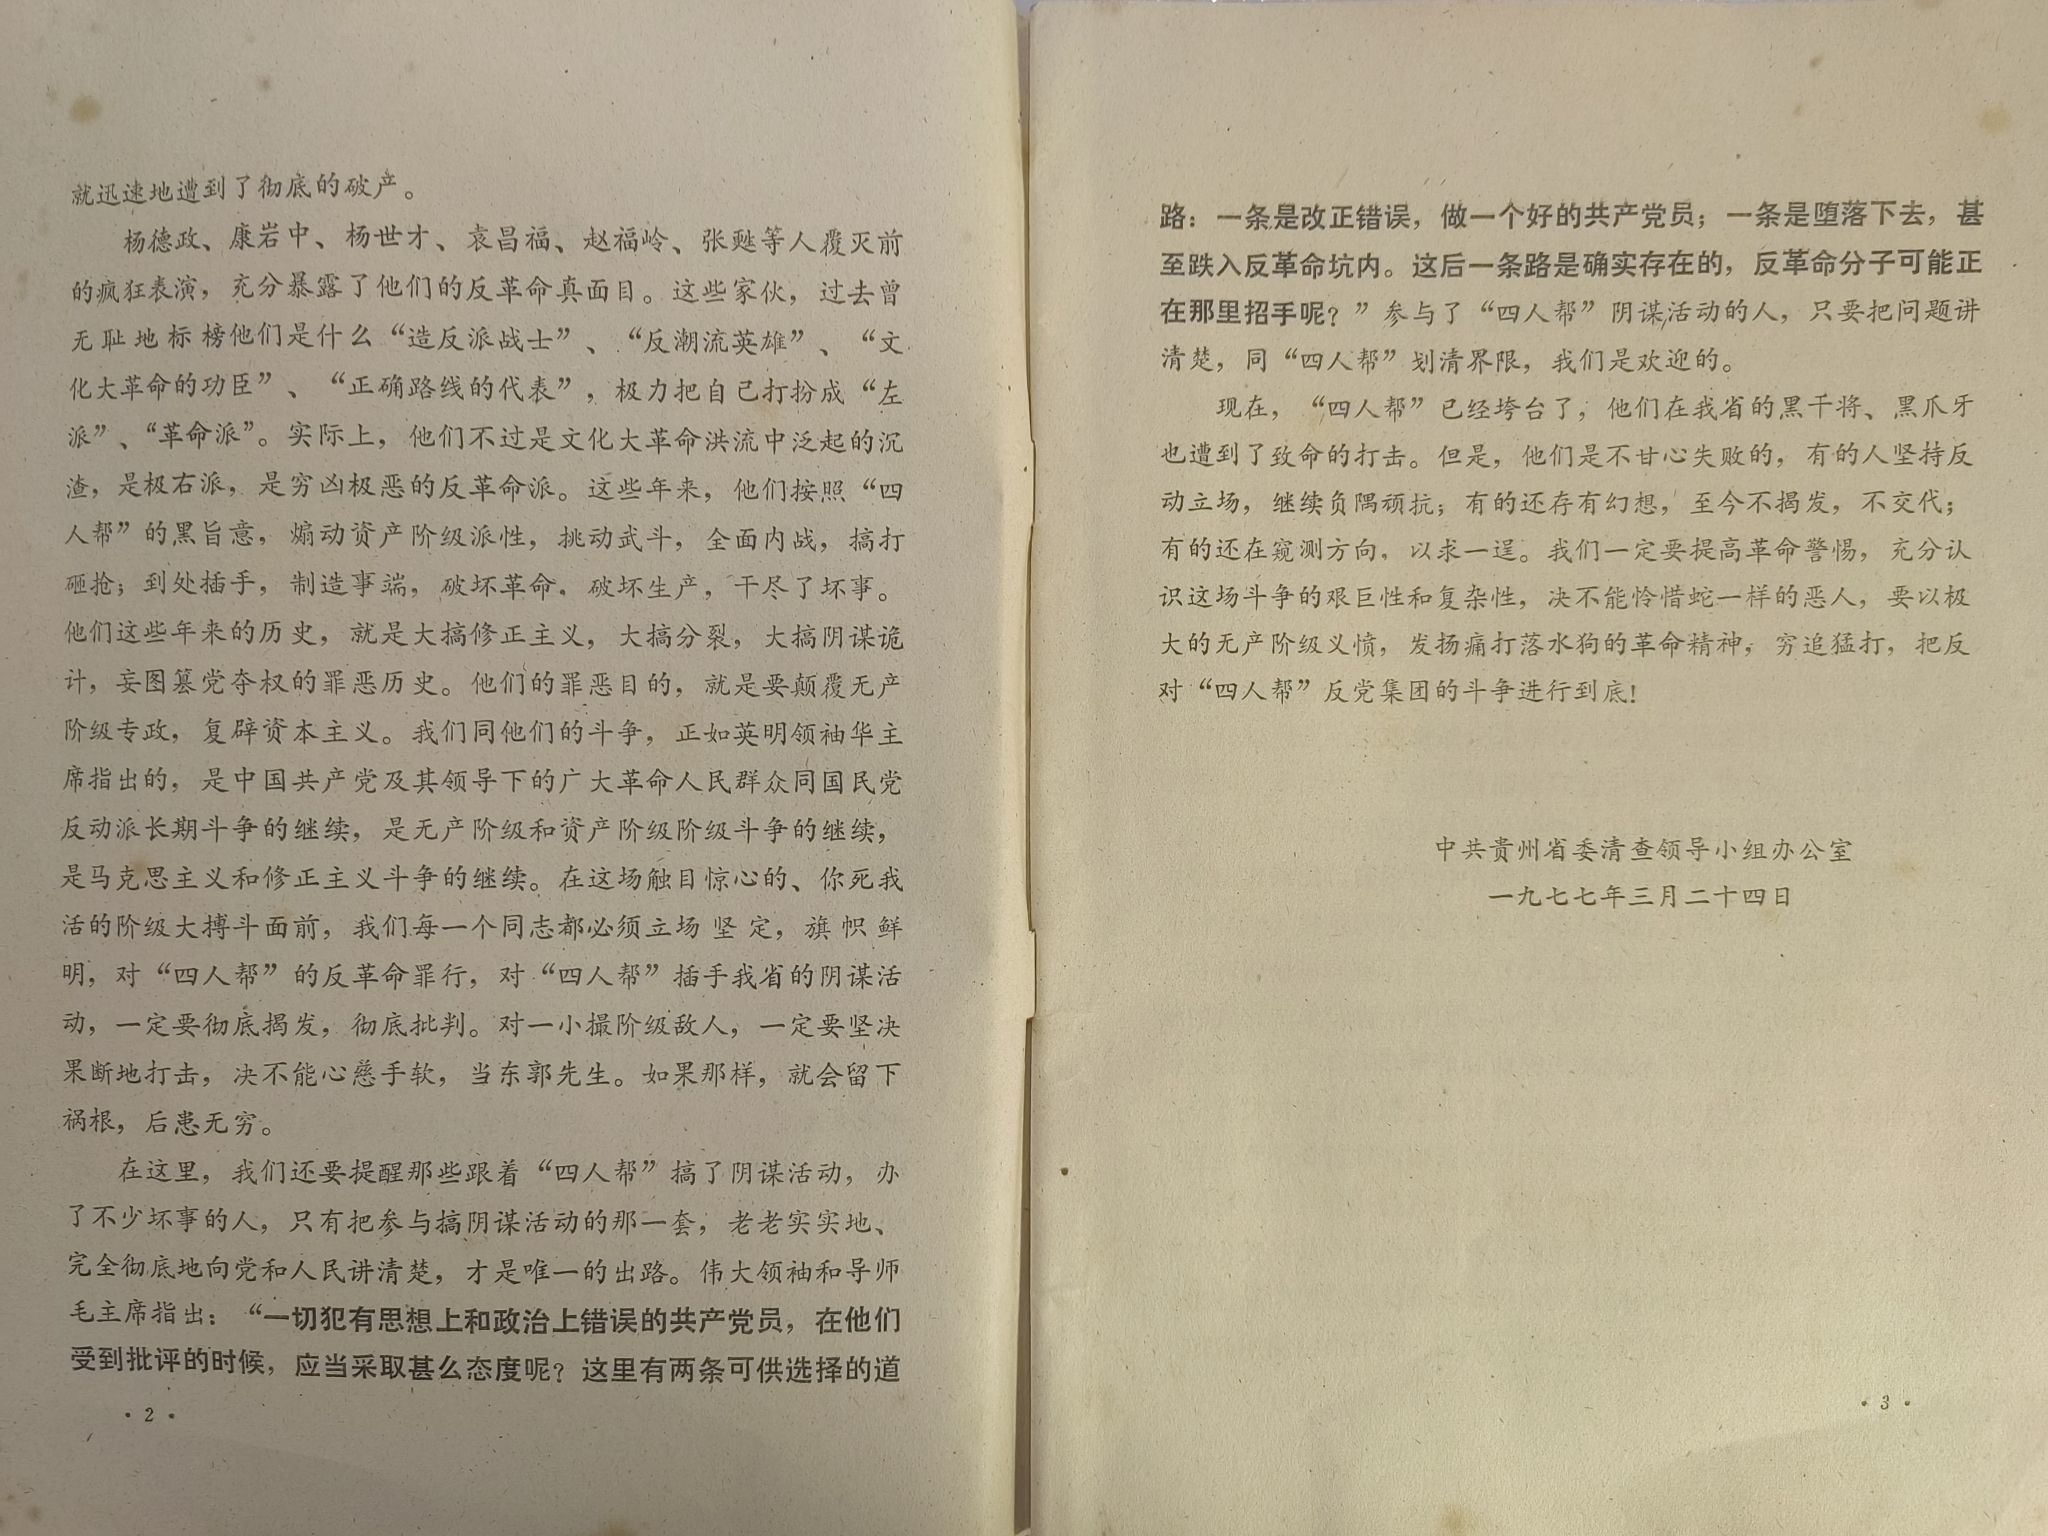 就迅速地遭到了彻底的破产。
杨德政、康岩中、杨世才、袁昌福、赵福岭、张甦等人覆灭前
的疯狂表演，充分暴露了他们的反革命真面目。这些家伙，过去曾
无耻地标榜他们是什么“造反派战士”、“反潮流英雄”、“文
化大革命的功臣”、“正确路线的代表”，极力把自己打扮成“左
派”、“革命派”。实际上，他们不过是文化大革命洪流中泛起的沉
渣，是极右派，是穷凶极恶的反革命派。这些年来，他们按照“四
人帮”的黑旨意，煽动资产阶级派性，挑动武斗，全面内战，搞打
砸抢；到处插手，制造事端，破坏革命，破坏生产，干尽了坏事。
他们这些年来的历史，就是大搞修正主义，大搞分裂，大搞阴谋诡
计，妄图篡党夺权的罪恶历史。他们的罪恶目的，就是要颠覆无产
阶级专政，复辟资本主义。我们同他们的斗争，正如英明领袖华主
席指出的，是中国共产党及其领导下的广大革命人民群众同国民党
反动派长期斗争的继续，是无产阶级和资产阶级阶级斗争的继续，
是马克思主义和修正主义斗争的继续。在这场触目惊心的、你死我
活的阶级大搏斗面前，我们每一个同志都必须立场坚定，旗帜鲜
明，对“四人帮”的反革命罪行，对“四人帮”插手我省的阴谋活
动，一定要彻底揭发，彻底批判。对一小撮阶级敌人，一定要坚决
果断地打击，决不能心慈手软，当东郭先生。如果那样，就会留下
祸根，后患无穷。
在这里，我们还要提醒那些跟着“四人帮”搞了阴谋活动，办
了不少坏事的人，只有把参与搞阴谋活动的那一套，老老实实地、
完全彻底地向党和人民讲清楚，才是唯一的出路。伟大领袖和导师
毛主席指出：“一切犯有思想上和政治上错误的共产党员，在他们
受到批评的时候，应当采取甚么态度呢？这里有两条可供选择的道
· 2 ·
路：一条是改正错误，做一个好的共产党员；一条是堕落下去，甚
至跌入反革命坑内。这后一条路是确实存在的，反革命分子可能正
在那里招手呢？”参与了“四人帮”阴谋活动的人，只要把问题讲
清楚，同“四人帮”划清界限，我们是欢迎的。
现在，“四人帮”已经垮台了，他们在我省的黑干将、黑爪牙
也遭到了致命的打击。但是，他们是不甘心失败的，有的人坚持反
动立场，继续负隅顽抗；有的还存有幻想，至今不揭发，不交代；
有的还在窥测方向，以求一逞。我们一定要提高革命警惕，充分认
识这场斗争的艰巨性和复杂性，决不能怜惜蛇一样的恶人，要以极
大的无产阶级义愤，发扬痛打落水狗的革命精神，穷追猛打，把反
对“四人帮”反党集团的斗争进行到底！
中共贵州省委清查领导小组办公室
一九七七年三月二十四日
· 3 ·